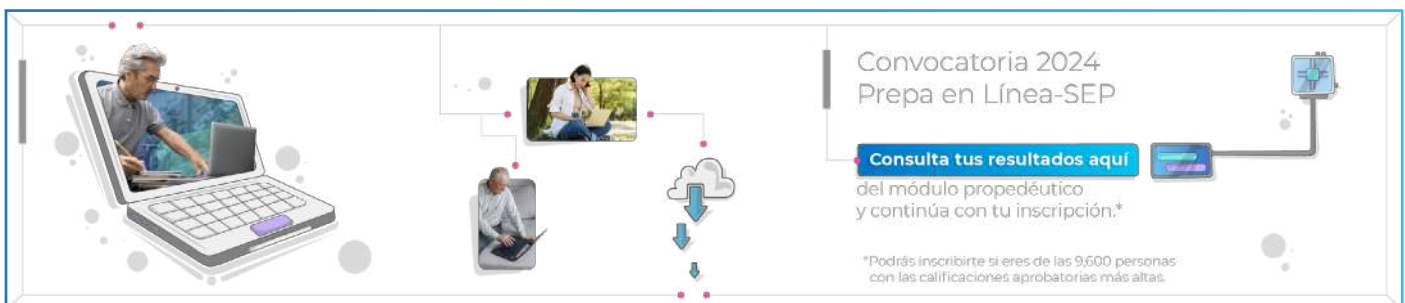 Convocatoria 2024
Prepa en Línea-SEP
Consulta tus resultados aquí
del módulo propedéutico
y continúa con tu inscripción.*
*Podrás inscribirte si eres de las 9,600 personas
con las calificaciones aprobatorias más altas.